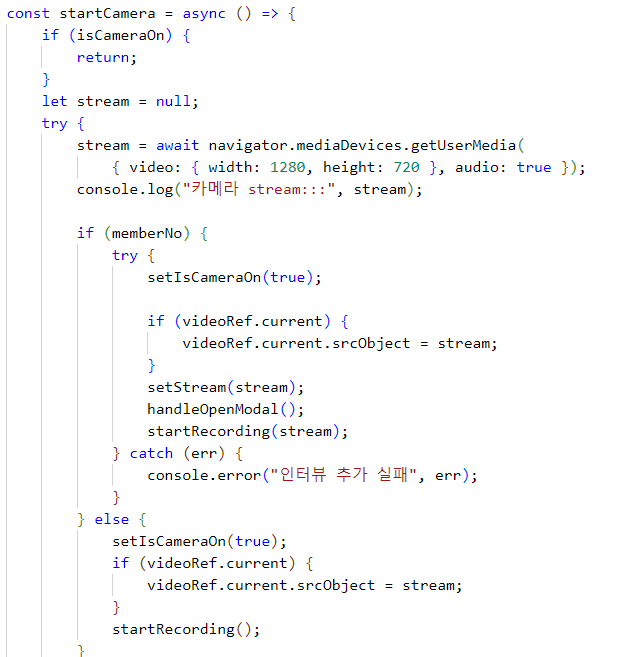 const startCamera = async () => {
    if (isCameraOn) {
        return;
    }
    let stream = null;
    try {
        stream = await navigator.mediaDevices.getUserMedia(
            { video: { width: 1280, height: 720 }, audio: true });
        console.log("카메라 stream:::", stream);

        if (memberNo) {
            try {
                setIsCameraOn(true);

                if (videoRef.current) {
                    videoRef.current.srcObject = stream;
                }
                setStream(stream);
                handleOpenModal();
                startRecording(stream);
            } catch (err) {
                console.error("인터뷰 추가 실패", err);
            }
        } else {
            setIsCameraOn(true);
            if (videoRef.current) {
                videoRef.current.srcObject = stream;
            }
            startRecording();
        }